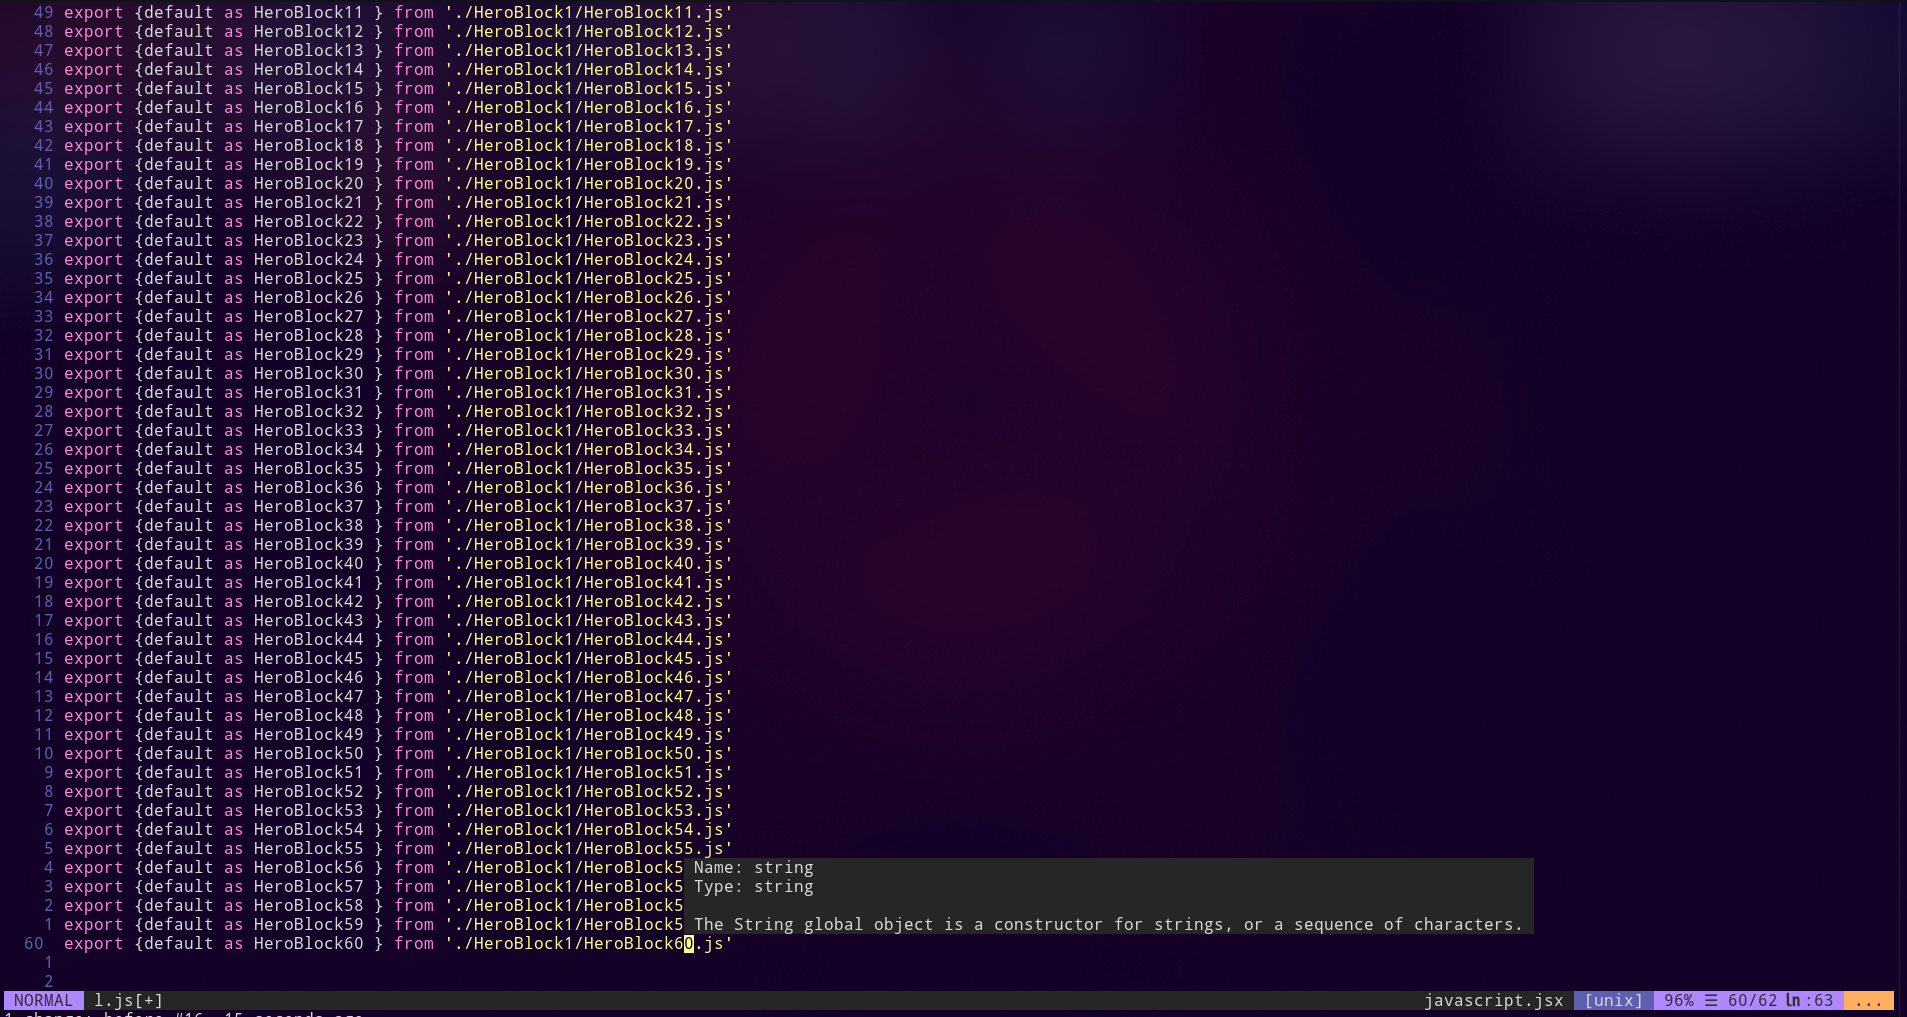 49 export {default as HeroBlock11 } from './HeroBlock1/HeroBlock11.js'
48 export {default as HeroBlock12 } from './HeroBlock1/HeroBlock12.js'
47 export {default as HeroBlock13 } from './HeroBlock1/HeroBlock13.js'
46 export {default as HeroBlock14 } from './HeroBlock1/HeroBlock14.js'
45 export {default as HeroBlock15 } from './HeroBlock1/HeroBlock15.js'
44 export {default as HeroBlock16 } from './HeroBlock1/HeroBlock16.js'
43 export {default as HeroBlock17 } from './HeroBlock1/HeroBlock17.js'
42 export {default as HeroBlock18 } from './HeroBlock1/HeroBlock18.js'
41 export {default as HeroBlock19 } from './HeroBlock1/HeroBlock19.js'
40 export {default as HeroBlock20 } from './HeroBlock1/HeroBlock20.js'
39 export {default as HeroBlock21 } from './HeroBlock1/HeroBlock21.js'
38 export {default as HeroBlock22 } from './HeroBlock1/HeroBlock22.js'
37 export {default as HeroBlock23 } from './HeroBlock1/HeroBlock23.js'
36 export {default as HeroBlock24 } from './HeroBlock1/HeroBlock24.js'
35 export {default as HeroBlock25 } from './HeroBlock1/HeroBlock25.js'
34 export {default as HeroBlock26 } from './HeroBlock1/HeroBlock26.js'
33 export {default as HeroBlock27 } from './HeroBlock1/HeroBlock27.js'
32 export {default as HeroBlock28 } from './HeroBlock1/HeroBlock28.js'
31 export {default as HeroBlock29 } from './HeroBlock1/HeroBlock29.js'
30 export {default as HeroBlock30 } from './HeroBlock1/HeroBlock30.js'
29 export {default as HeroBlock31 } from './HeroBlock1/HeroBlock31.js'
28 export {default as HeroBlock32 } from './HeroBlock1/HeroBlock32.js'
27 export {default as HeroBlock33 } from './HeroBlock1/HeroBlock33.js'
26 export {default as HeroBlock34 } from './HeroBlock1/HeroBlock34.js'
25 export {default as HeroBlock35 } from './HeroBlock1/HeroBlock35.js'
24 export {default as HeroBlock36 } from './HeroBlock1/HeroBlock36.js'
23 export {default as HeroBlock37 } from './HeroBlock1/HeroBlock37.js'
22 export {default as HeroBlock38 } from './HeroBlock1/HeroBlock38.js'
21 export {default as HeroBlock39 } from './HeroBlock1/HeroBlock39.js'
20 export {default as HeroBlock40 } from './HeroBlock1/HeroBlock40.js'
19 export {default as HeroBlock41 } from './HeroBlock1/HeroBlock41.js'
18 export {default as HeroBlock42 } from './HeroBlock1/HeroBlock42.js'
17 export {default as HeroBlock43 } from './HeroBlock1/HeroBlock43.js'
16 export {default as HeroBlock44 } from './HeroBlock1/HeroBlock44.js'
15 export {default as HeroBlock45 } from './HeroBlock1/HeroBlock45.js'
14 export {default as HeroBlock46 } from './HeroBlock1/HeroBlock46.js'
13 export {default as HeroBlock47 } from './HeroBlock1/HeroBlock47.js'
12 export {default as HeroBlock48 } from './HeroBlock1/HeroBlock48.js'
11 export {default as HeroBlock49 } from './HeroBlock1/HeroBlock49.js'
10 export {default as HeroBlock50 } from './HeroBlock1/HeroBlock50.js'
9 export {default as HeroBlock51 } from './HeroBlock1/HeroBlock51.js'
8 export {default as HeroBlock52 } from './HeroBlock1/HeroBlock52.js'
7 export {default as HeroBlock53 } from './HeroBlock1/HeroBlock53.js'
6 export {default as HeroBlock54 } from './HeroBlock1/HeroBlock54.js'
5 export {default as HeroBlock55 } from './HeroBlock1/HeroBlock55.js'
4 export {default as HeroBlock56 } from './HeroBlock1/HeroBlock5 Name: string
3 export {default as HeroBlock57 } from './HeroBlock1/HeroBlock5 Type: string
2 export {default as HeroBlock58 } from './HeroBlock1/HeroBlock5
1 export {default as HeroBlock59 } from './HeroBlock1/HeroBlock5 The String global object is a constructor for strings, or a sequence of characters.
60 export {default as HeroBlock60 } from './HeroBlock1/HeroBlock60.js'
1
2
NORMAL l.js[+] javascript.jsx [unix] 96% ☰ 60/62 ln :63 ...
1 change; before #16 15 seconds ago